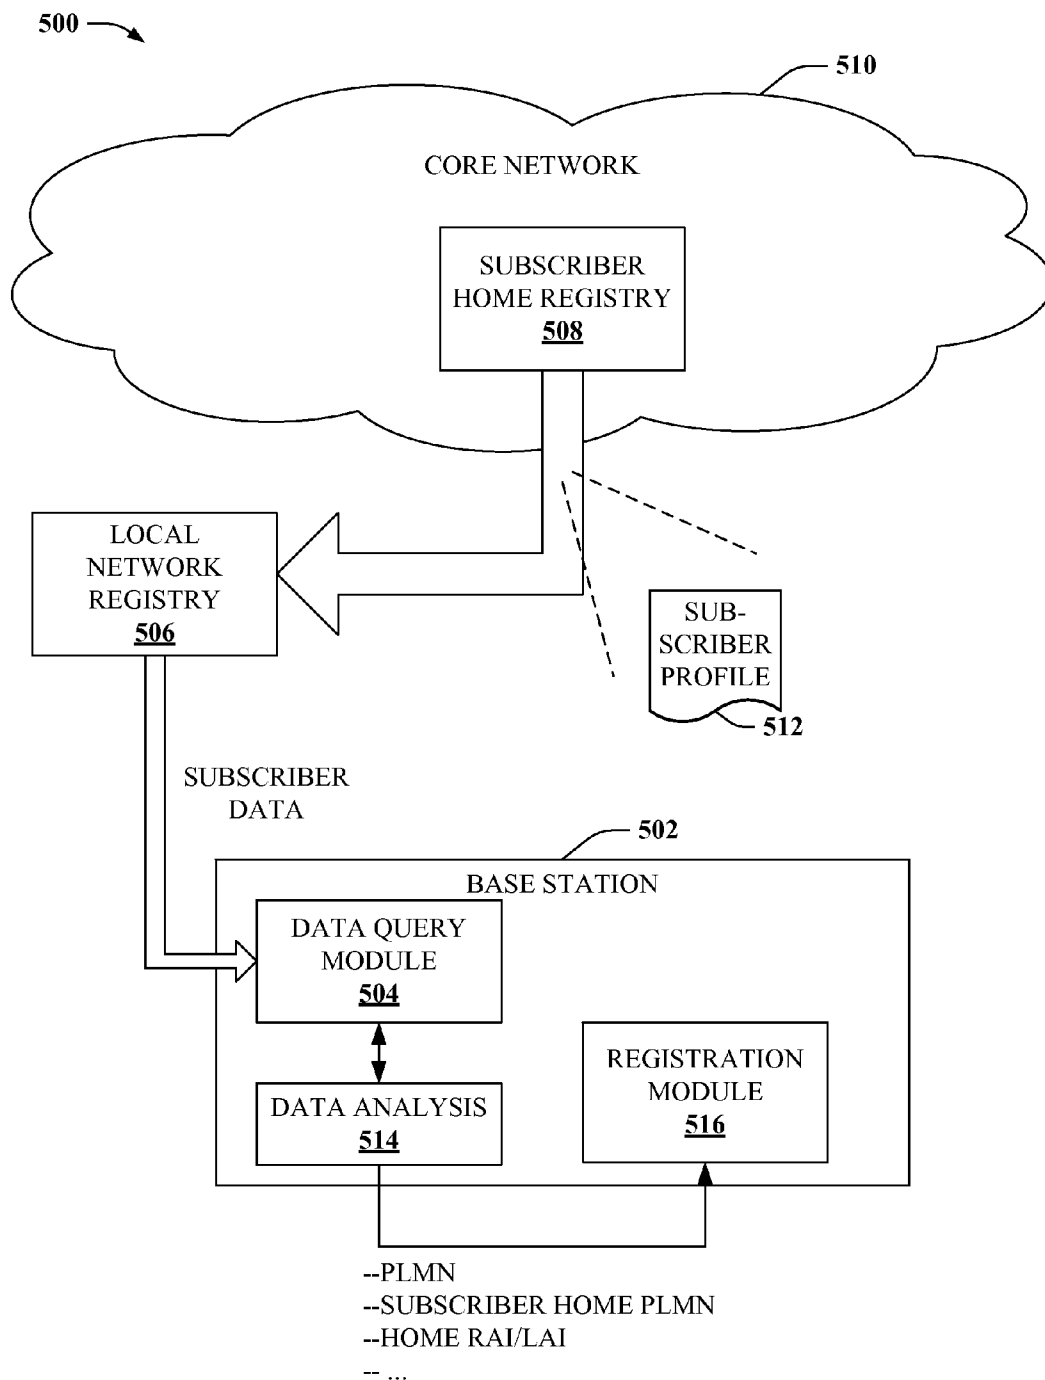 500
510
CORE NETWORK
SUBSCRIBER
HOME REGISTRY
508
LOCAL
NETWORK
REGISTRY
506
SUB-
SCRIBER
PROFILE
512
SUBSCRIBER
DATA
502
BASE STATION
DATA QUERY
MODULE
504
REGISTRATION
MODULE
516
DATA ANALYSIS
514
--PLMN
--SUBSCRIBER HOME PLMN
--HOME RAI/LAI
-- ...